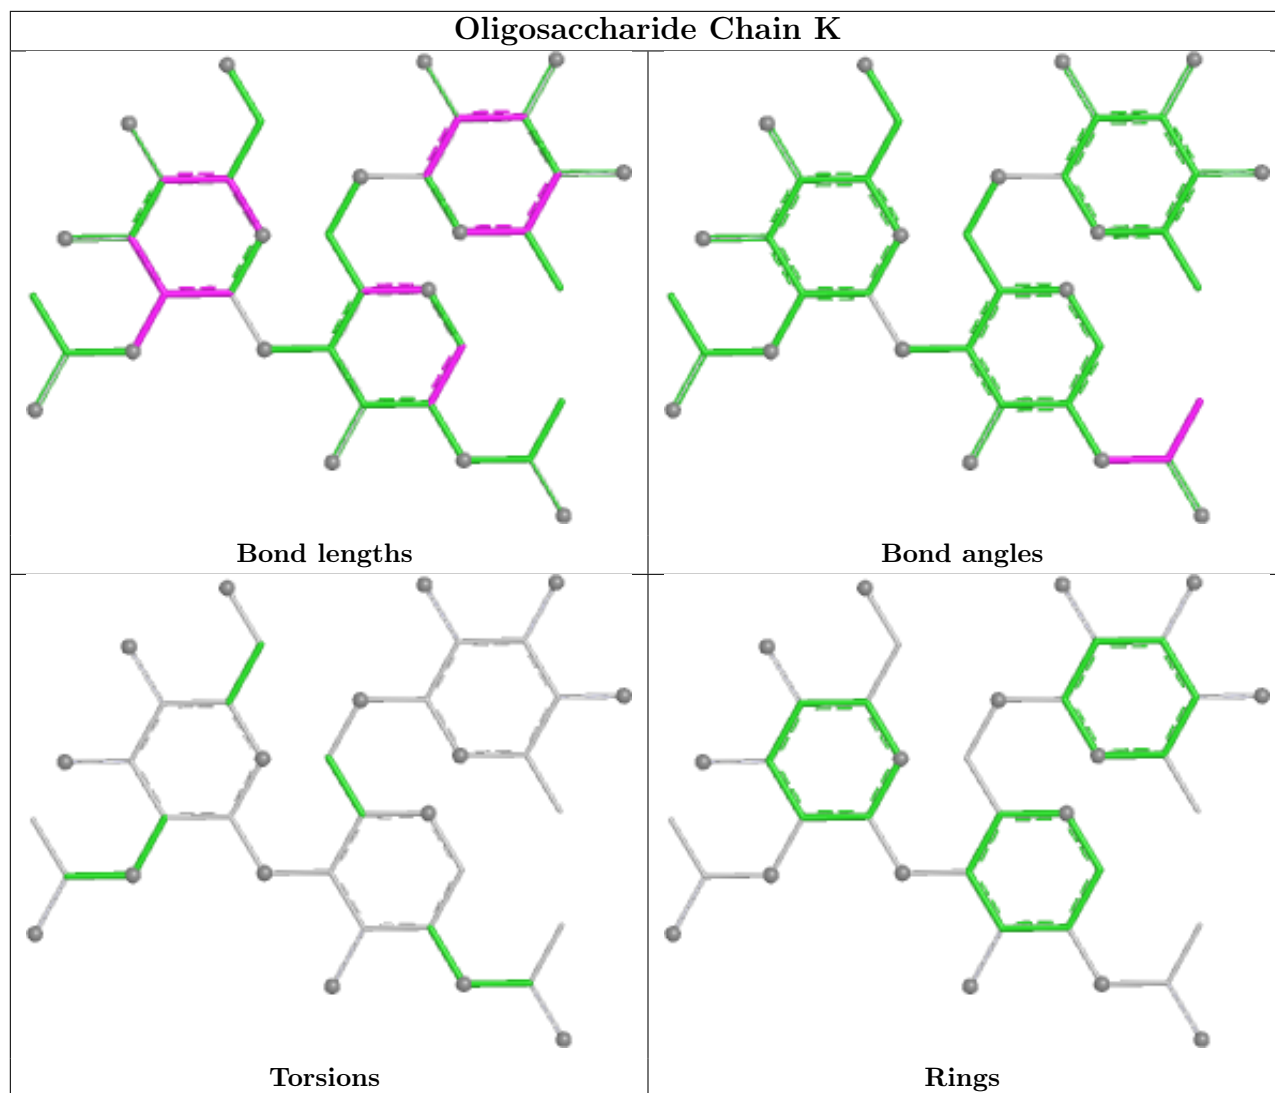 Oligosaccharide Chain K
Bond lengths
Bond angles
Torsions
Rings